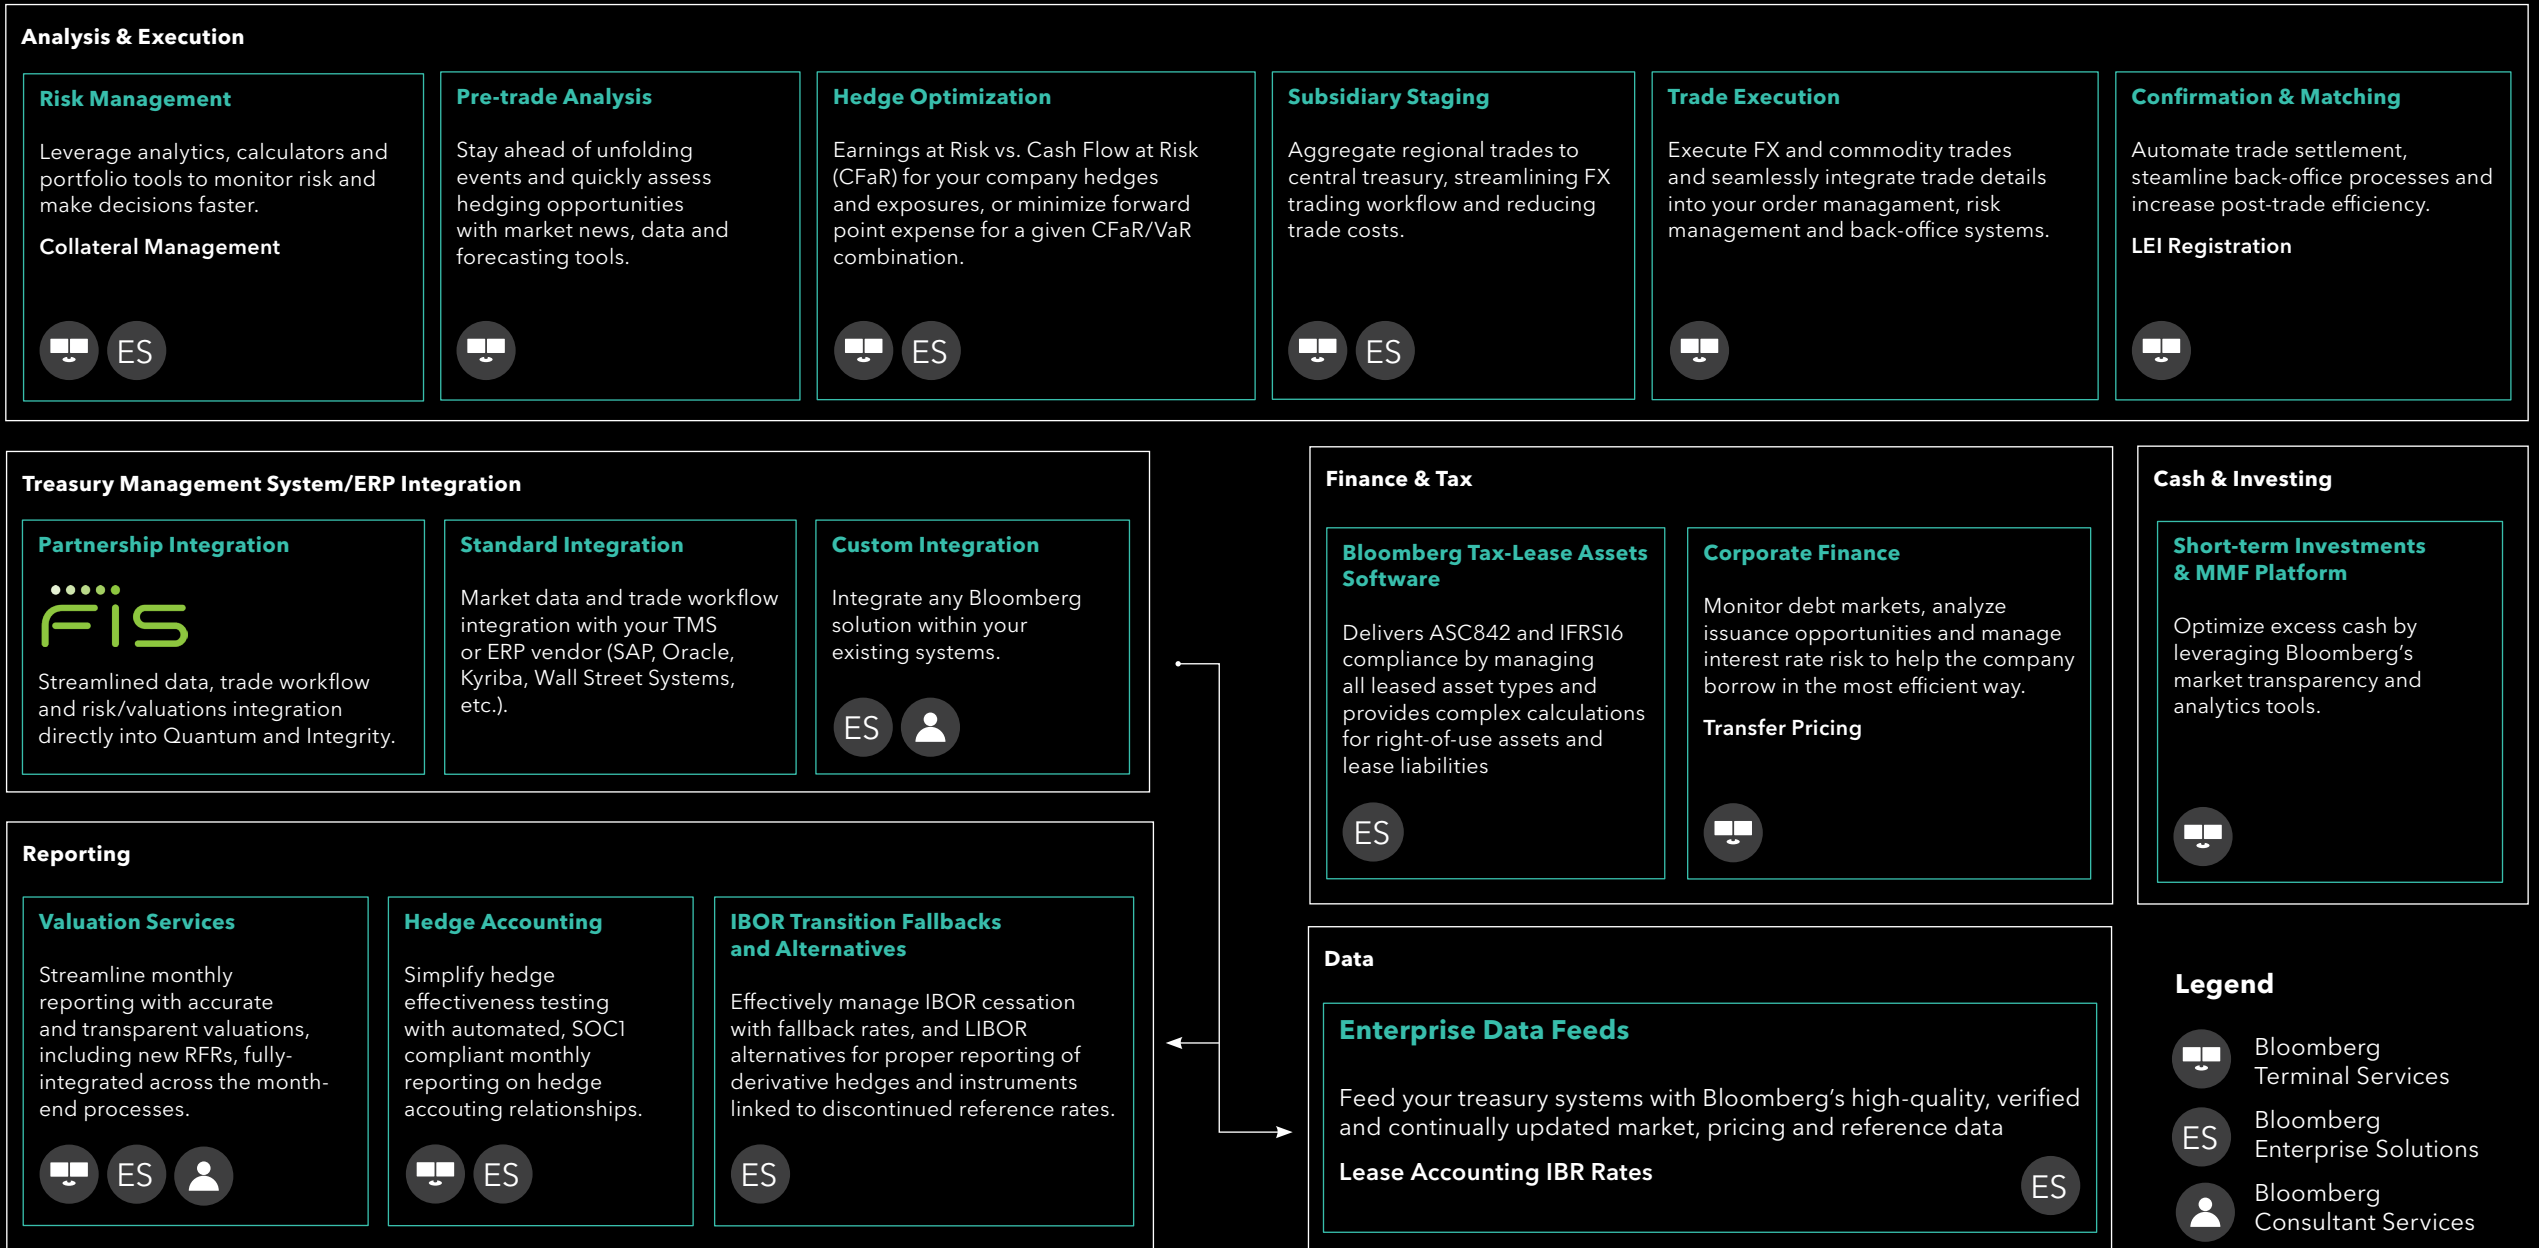 Analysis & Execution
Risk Management
Leverage analytics, calculators and
portfolio tools to monitor risk and
make decisions faster.
Collateral Management
ES
Pre-trade Analysis
Stay ahead of unfolding
events and quickly assess
hedging opportunities
with market news, data and
forecasting tools.
Hedge Optimization
Earnings at Risk vs. Cash Flow at Risk
(CFaR) for your company hedges
and exposures, or minimize forward
point expense for a given CFaR/VaR
combination.
ES
Subsidiary Staging
Aggregate regional trades to
central treasury, streamlining FX
trading workflow and reducing
trade costs.
ES
Trade Execution
Execute FX and commodity trades
and seamlessly integrate trade details
into your order managament, risk
management and back-office systems.
Confirmation & Matching
Automate trade settlement,
steamline back-office processes and
increase post-trade efficiency.
LEI Registration
Treasury Management System/ERP Integration
Partnership Integration
FIS
Streamlined data, trade workflow
and risk/valuations integration
directly into Quantum and Integrity.
Standard Integration
Market data and trade workflow
integration with your TMS
or ERP vendor (SAP, Oracle,
Kyriba, Wall Street Systems,
etc.).
Custom Integration
Integrate any Bloomberg
solution within your
existing systems.
ES
Finance & Tax
Bloomberg Tax-Lease Assets
Software
Delivers ASC842 and IFRS16
compliance by managing
all leased asset types and
provides complex calculations
for right-of-use assets and
lease liabilities
ES
Corporate Finance
Monitor debt markets, analyze
issuance opportunities and manage
interest rate risk to help the company
borrow in the most efficient way.
Transfer Pricing
Cash & Investing
Short-term Investments
& MMF Platform
Optimize excess cash by
leveraging Bloomberg's
market transparency and
analytics tools.
Reporting
Valuation Services
Streamline monthly
reporting with accurate
and transparent valuations,
including new RFRs, fully-
integrated across the month-
end processes.
ES
Hedge Accounting
Simplify hedge
effectiveness testing
with automated, SOC1
compliant monthly
reporting on hedge
accouting relationships.
ES
IBOR Transition Fallbacks
and Alternatives
Effectively manage IBOR cessation
with fallback rates, and LIBOR
alternatives for proper reporting of
derivative hedges and instruments
linked to discontinued reference rates.
ES
Data
Enterprise Data Feeds
Feed your treasury systems with Bloomberg's high-quality, verified
and continually updated market, pricing and reference data
Lease Accounting IBR Rates
ES
Legend
Bloomberg
Terminal Services
ES
Bloomberg
Enterprise Solutions
Bloomberg
Consultant Services